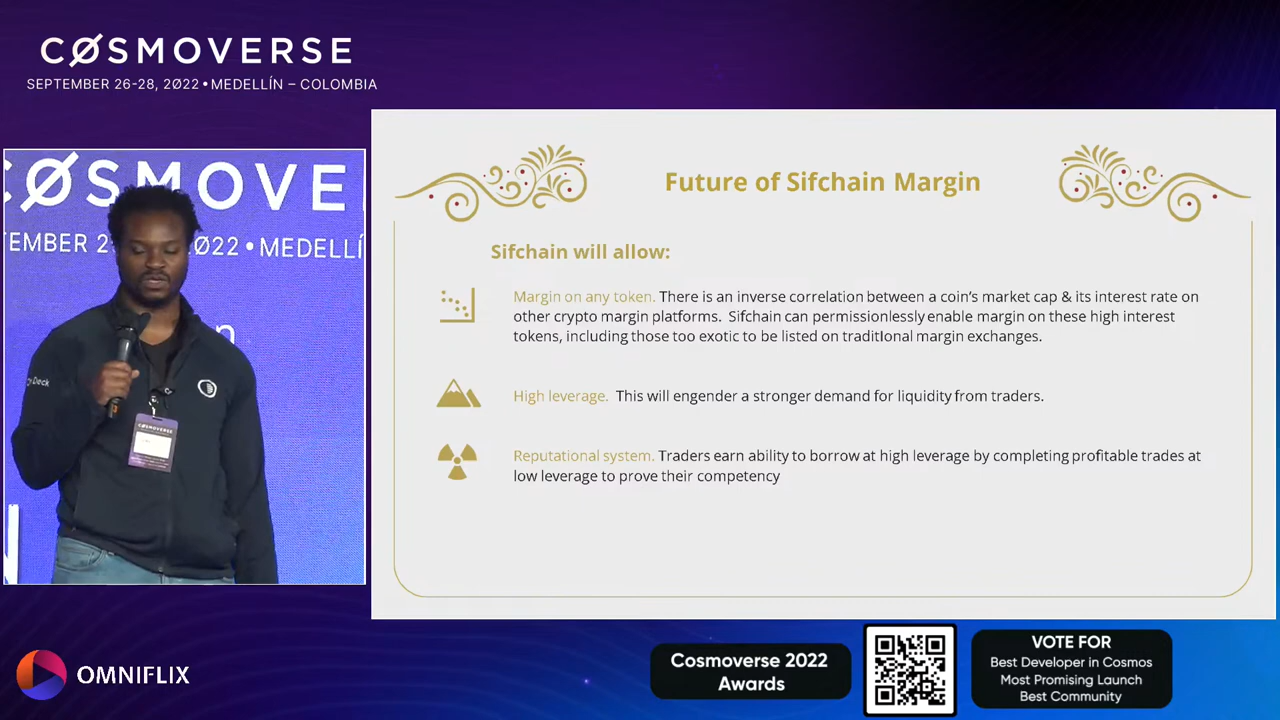 CØSMOVERSE
SEPTEMBER 26-28, 2Ø22 • MEDELLÍN – COLOMBIA
CØSMOVE
EMBER 2 Ø22 • MEDELLÍ
COSMOVERSE
Future of Sifchain Margin
Sifchain will allow:
Margin on any token. There is an inverse correlation between a coin's market cap & its interest rate on
other crypto margin platforms. Sifchain can permissionlessly enable margin on these high interest
tokens, including those too exotic to be listed on traditional margin exchanges.
High leverage. This will engender a stronger demand for liquidity from traders.
Reputational system. Traders earn ability to borrow at high leverage by completing profitable trades at
low leverage to prove their competency
OMNIFLIX
Cosmoverse 2022
Awards
VOTE FOR
Best Developer in Cosmos
Most Promising Launch
Best Community